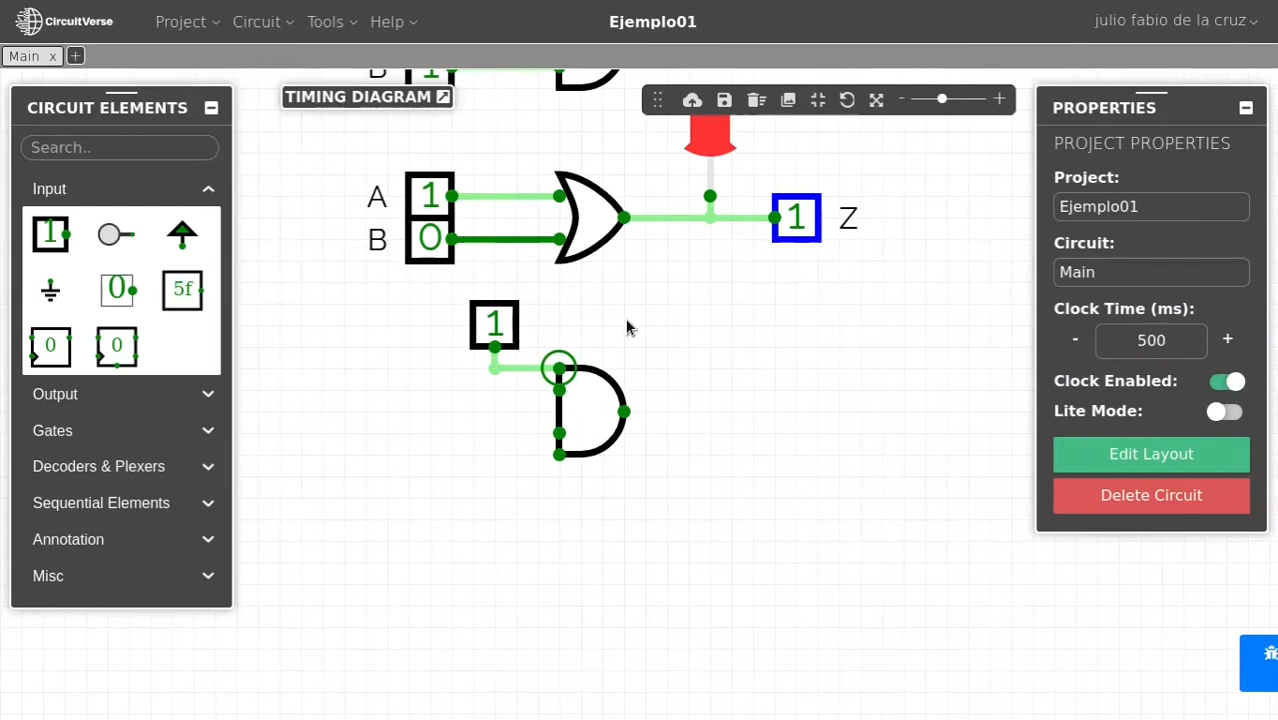 CircuitVerse
Project
Circuit
Tools
Help
Ejemplo01
julio fabio de la cruz
Main x +
B 1
TIMING DIAGRAM
- +
CIRCUIT ELEMENTS
Search..
Input
1
0
5f
0
0
Output
Gates
Decoders & Plexers
Sequential Elements
Annotation
Misc
A 1
B 0
1 Z
1
PROPERTIES
PROJECT PROPERTIES
Project:
Ejemplo01
Circuit:
Main
Clock Time (ms):
- 500 +
Clock Enabled:
Lite Mode:
Edit Layout
Delete Circuit